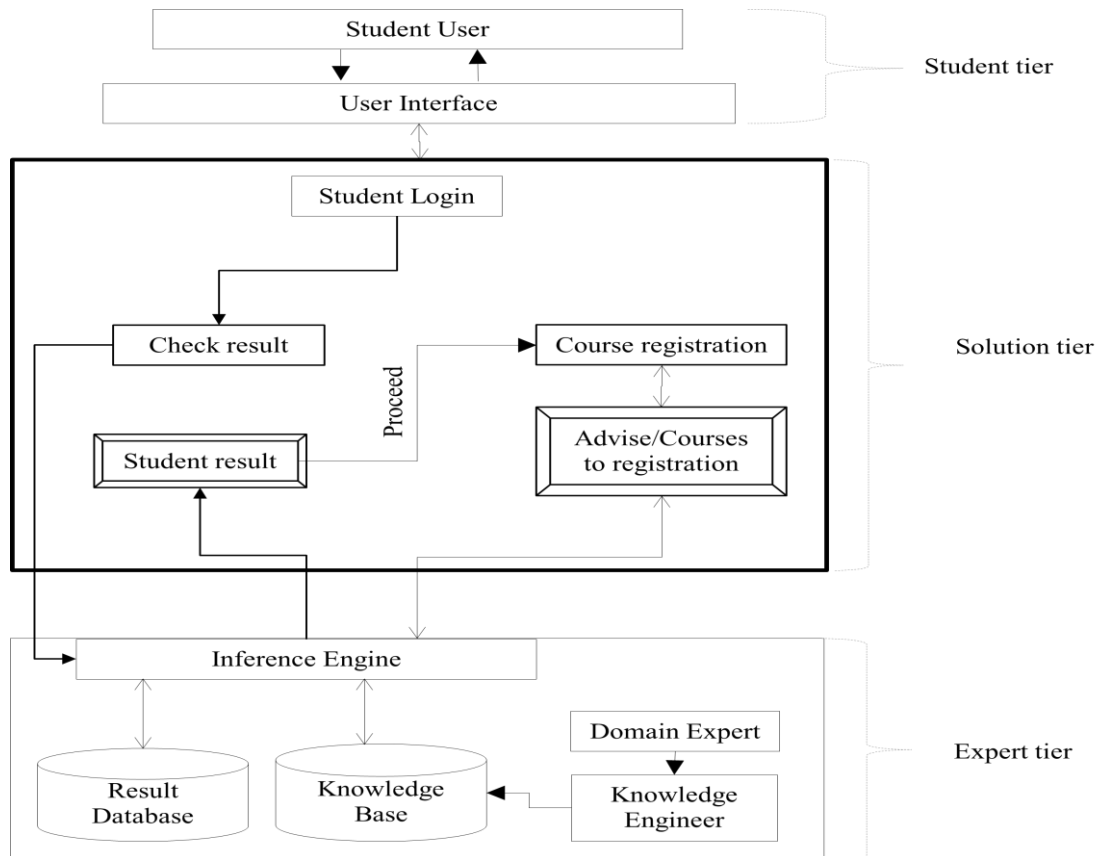 Student User
Student tier
User Interface
Student Login
Check result
Course registration
Solution tier
Proceed
Student result
Advise/Courses
to registration
Inference Engine
Domain Expert
Expert tier
Result
Database
Knowledge
Base
Knowledge
Engineer